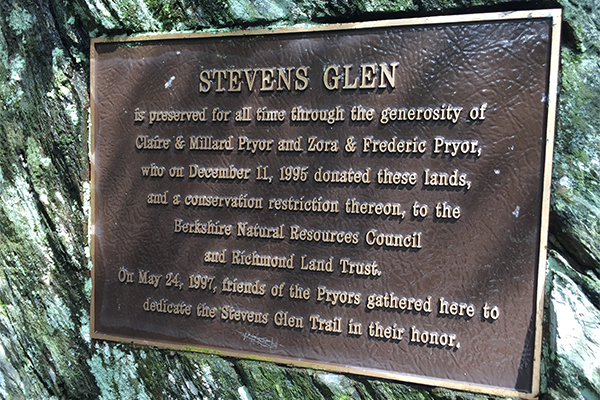 STEVENS GLEN
is preserved for all time through the generosity of
Claire & Millard Pryor and Zora & Frederic Pryor,
who on December 11, 1995 donated these lands,
and a conservation restriction thereon, to the
Berkshire Natural Resources Council
and Richmond Land Trust.
On May 24, 1997, friends of the Pryors gathered here to
dedicate the Stevens Glen Trail in their honor.